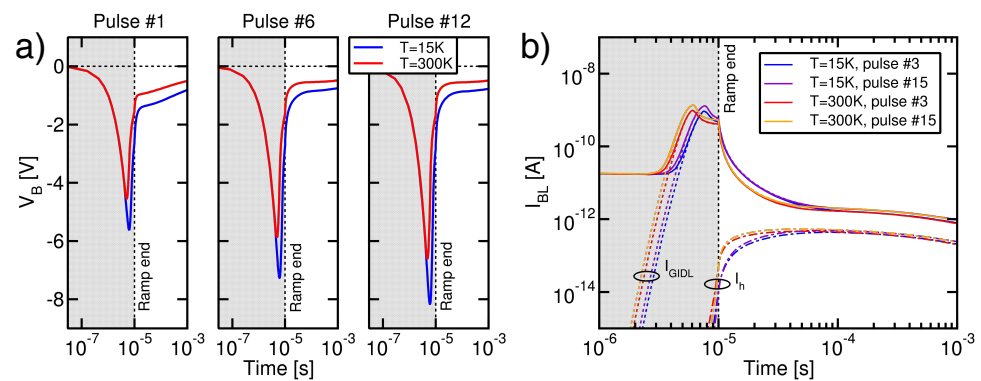 a)
Pulse #1
Pulse #6
Pulse #12
T=15K
T=300K
V_B [V]
0
-2
-4
-6
-8
Ramp end
Ramp end
Ramp end
10^-7
10^-5
10^-3
10^-7
10^-5
10^-3
10^-7
10^-5
10^-3
Time [s]
b)
Ramp end
T=15K, pulse #3
T=15K, pulse #15
T=300K, pulse #3
T=300K, pulse #15
I_BL [A]
10^-8
10^-10
10^-12
10^-14
I_GIDL
I_h
10^-6
10^-5
10^-4
10^-3
Time [s]